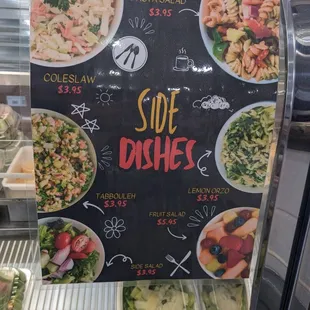 SALAD
$3.95
COLESLAW
$3.95
SIDE
DISHES
TABBOULEH
$3.95
LEMON ORZO
$3.95
FRUIT SALAD
$5.95
SIDE SALAD
$3.95